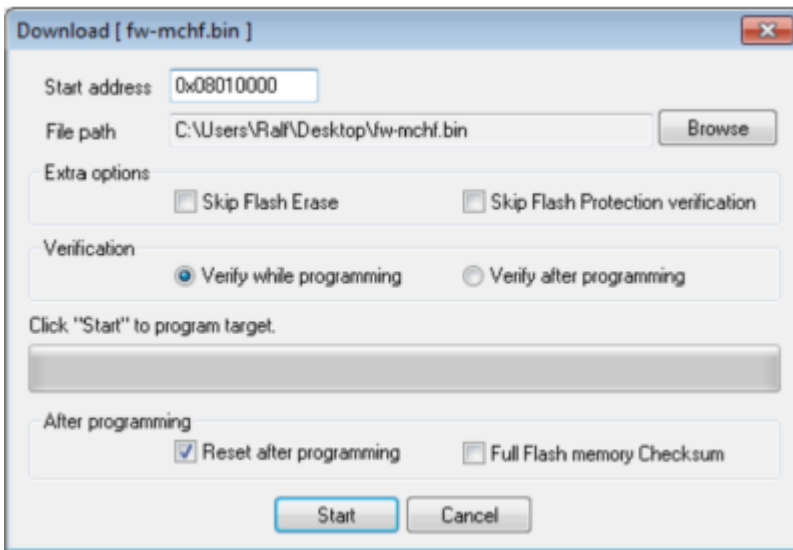 Download [ fw-mchf.bin ]
Start address 0x08010000
File path C:\Users\Ralf\Desktop\fw-mchf.bin Browse
Extra options
Skip Flash Erase Skip Flash Protection verification
Verification
Verify while programming Verify after programming
Click "Start" to program target.
After programming
Reset after programming Full Flash memory Checksum
Start Cancel